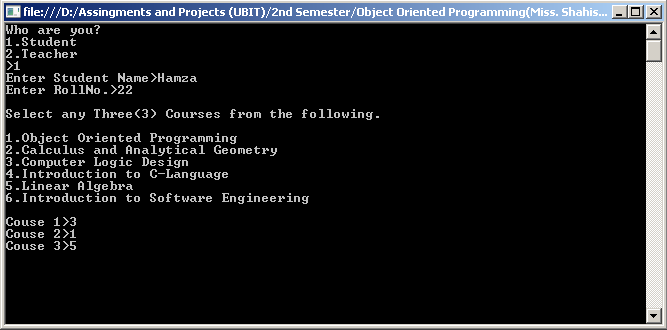 file:///D:/Assingments and Projects (UBIT)/2nd Semester/Object Oriented Programming(Miss. Shahis...
Who are you?
1.Student
2.Teacher
>1
Enter Student Name>Hamza
Enter RollNo.>22
Select any Three(3) Courses from the following.
1.Object Oriented Programming
2.Calculus and Analytical Geometry
3.Computer Logic Design
4.Introduction to C-Language
5.Linear Algebra
6.Introduction to Software Engineering
Couse 1>3
Couse 2>1
Couse 3>5